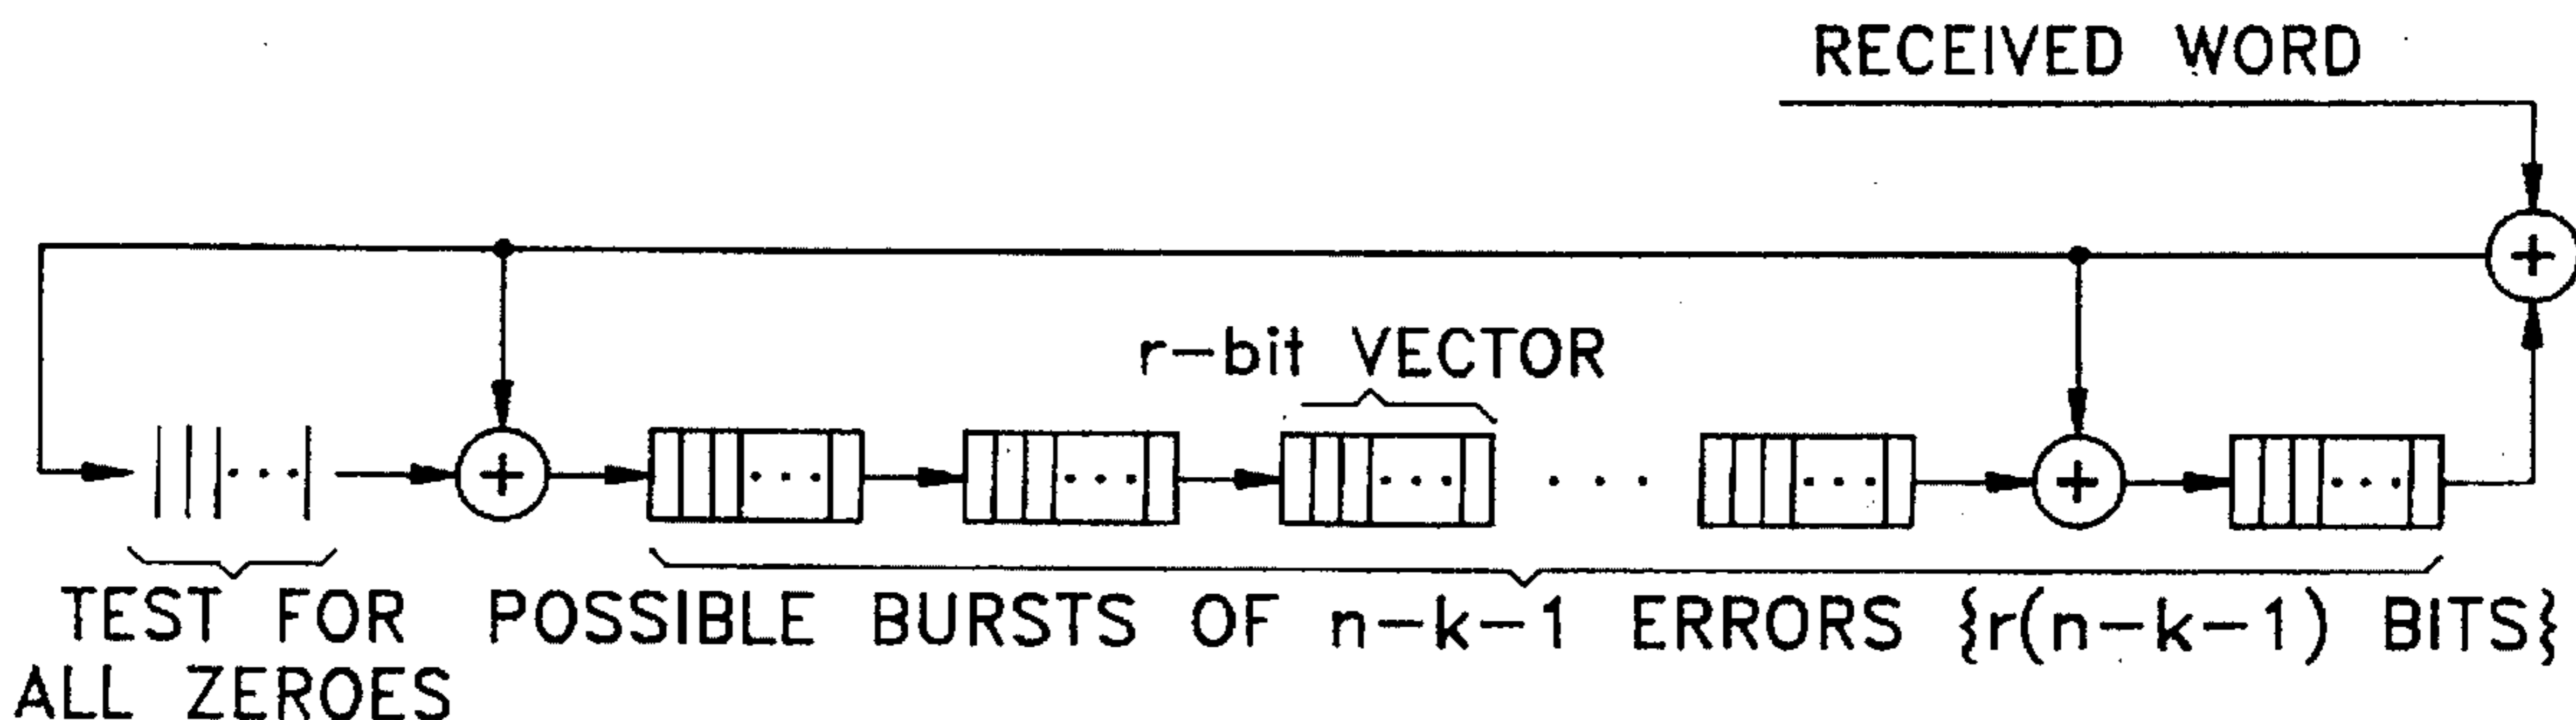 RECEIVED WORD
r-bit VECTOR
TEST FOR
ALL ZEROES
POSSIBLE BURSTS OF n-k-1 ERRORS {r(n-k-1) BITS}